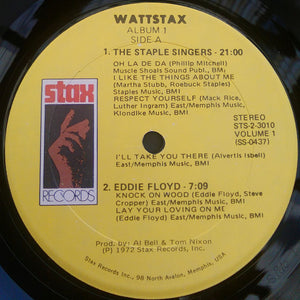 WATTSTAX
ALBUM 1
SIDE A
1. THE STAPLE SINGERS - 21:00
OH LA DE DA (Phillip Mitchell)
Muscle Shoals Sound Publ., BMI
I LIKE THE THINGS ABOUT ME
(Martha Stubb, Roebuck Staples)
Staples Music, BMI
RESPECT YOURSELF (Mack Rice,
Luther Ingram) East/Memphis Music,
Klondike Music, BMI
stax
RECORDS
STEREO
STS-2-3010
VOLUME 1
(SS-0437)
I'LL TAKE YOU THERE (Alvertis Isbell)
East/Memphis Music, BMI
2. EDDIE FLOYD - 7:09
KNOCK ON WOOD (Eddie Floyd, Steve
Cropper) East/Memphis Music, BMI
LAY YOUR LOVING ON ME
(Eddie Floyd) East/Memphis Music, BMI
Prod. by: Al Bell & Tom Nixon
(P) 1972 Stax Records, Inc.
Stax Records Inc., 98 North Avalon, Memphis, USA